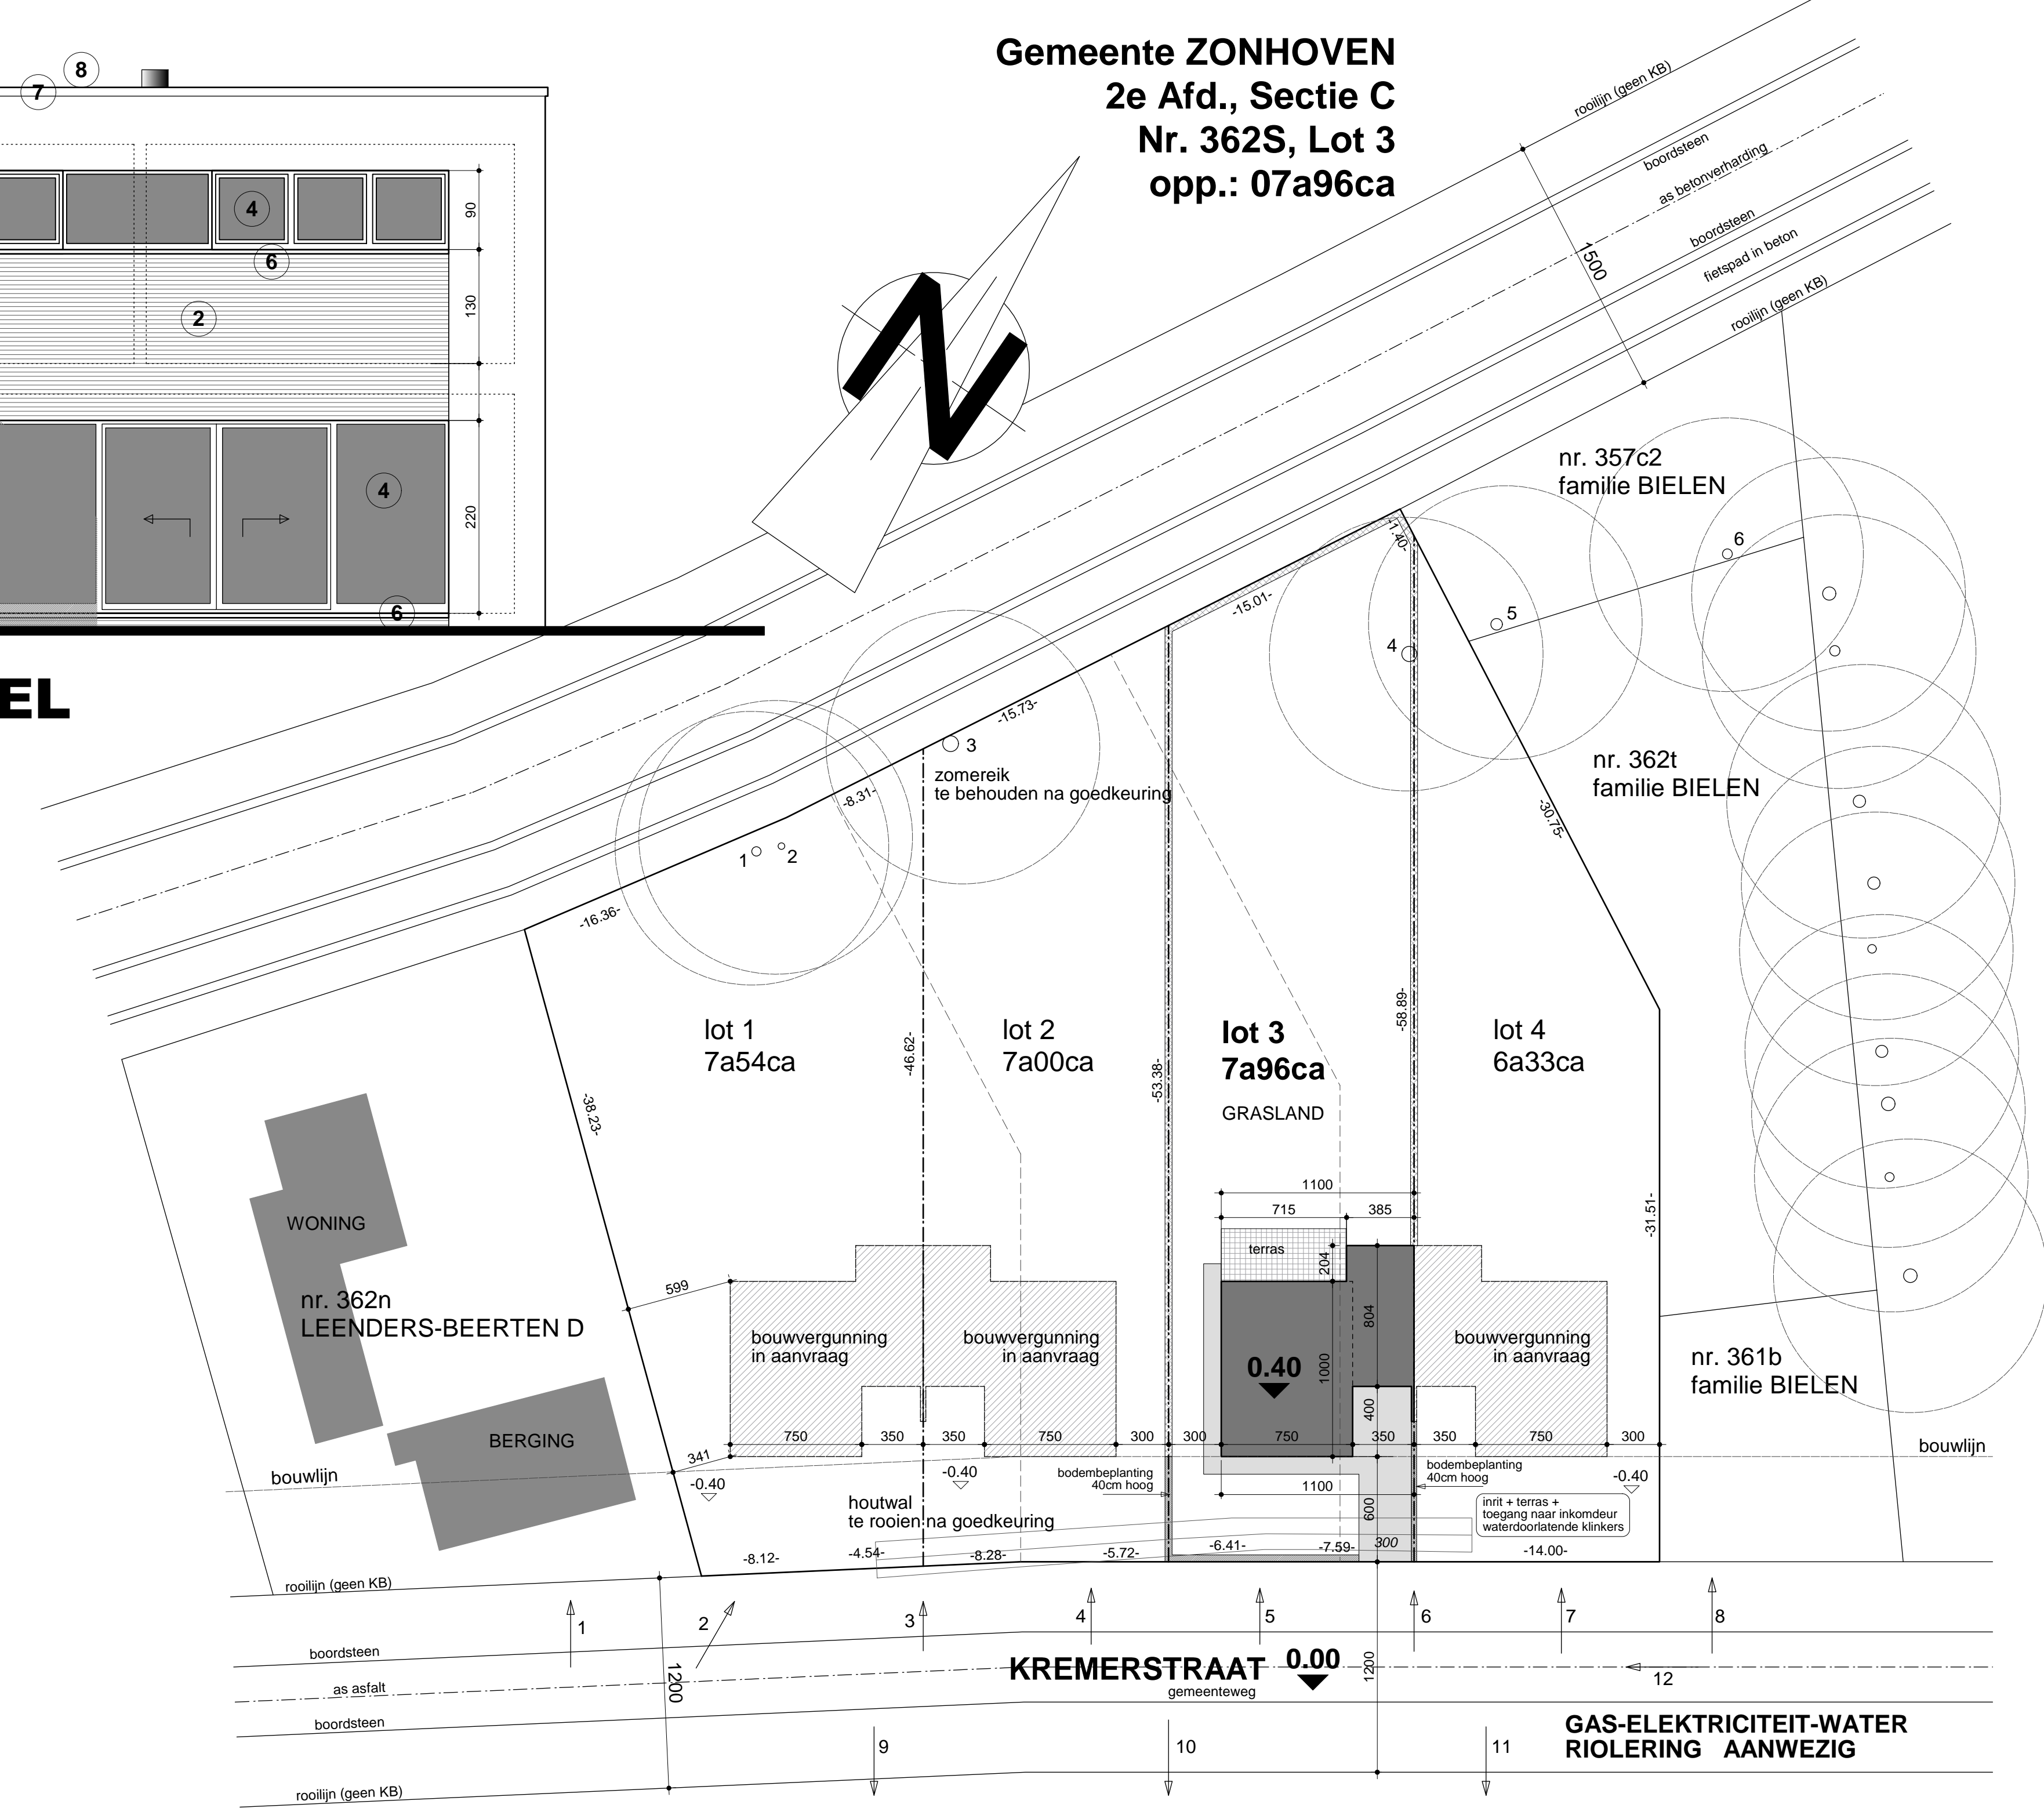 Gemeente ZONHOVEN
2e Afd., Sectie C
Nr. 362S, Lot 3
opp.: 07a96ca
7
8
4
6
2
4
6
90
130
220
EL
N
rooilijn (geen KB)
boordsteen
as betonverharding
boordsteen
fietspad in beton
rooilijn (geen KB)
1500
nr. 357c2
familie BIELEN
6
5
4
-1.40-
-15.01-
-15.73-
3
zomereik
te behouden na goedkeuring
-8.31-
1
2
-16.36-
nr. 362t
familie BIELEN
-30.75-
lot 1
7a54ca
-46.62-
lot 2
7a00ca
-53.38-
lot 3
7a96ca
GRASLAND
-58.89-
lot 4
6a33ca
-38.23-
-31.51-
WONING
nr. 362n
LEENDERS-BEERTEN D
BERGING
599
341
1100
715
385
terras
204
804
1000
400
0.40
bouwvergunning
in aanvraag
bouwvergunning
in aanvraag
bouwvergunning
in aanvraag
nr. 361b
familie BIELEN
750
350
350
750
300
300
750
350
350
750
300
bouwlijn
bouwlijn
-0.40
-0.40
-0.40
bodembeplanting
40cm hoog
bodembeplanting
40cm hoog
1100
600
inrit + terras +
toegang naar inkomdeur
waterdoorlatende klinkers
houtwal
te rooien na goedkeuring
-8.12-
-4.54-
-8.28-
-5.72-
-6.41-
-7.59-
300
-14.00-
rooilijn (geen KB)
1
2
3
4
5
6
7
8
boordsteen
1200
KREMERSTRAAT
0.00
1200
gemeenteweg
12
as asfalt
boordsteen
9
10
11
GAS-ELEKTRICITEIT-WATER
RIOLERING AANWEZIG
rooilijn (geen KB)